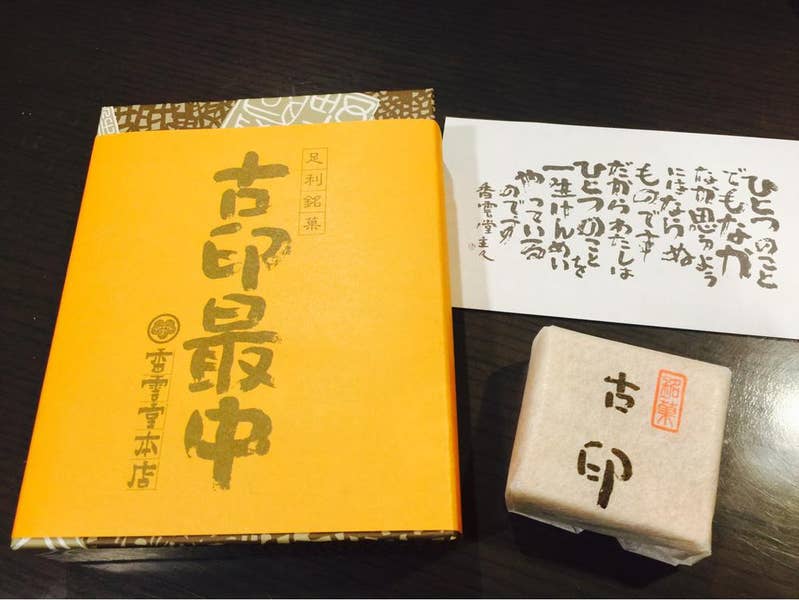 足利銘菓
古印最中
香雲堂本店
ひとつのこと
でもなか
なか思うよう
にはならぬ
ものです
だからわたしは
ひとつのことを
一生けんめい
やっている
のです
香雲堂主人
銘菓
古印